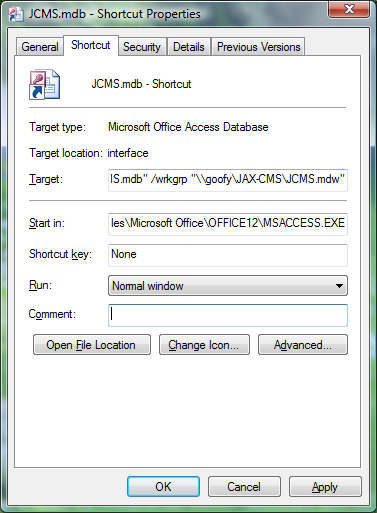 JCMS.mdb - Shortcut Properties
General Shortcut Security Details Previous Versions
JCMS.mdb - Shortcut
Target type: Microsoft Office Access Database
Target location: interface
Target: IS.mdb" /wrkgrp "\\goofy\JAX-CMS\JCMS.mdw"
Start in: les\Microsoft Office\OFFICE12\MSACCESS.EXE
Shortcut key: None
Run: Normal window
Comment:
Open File Location Change Icon... Advanced...
OK Cancel Apply